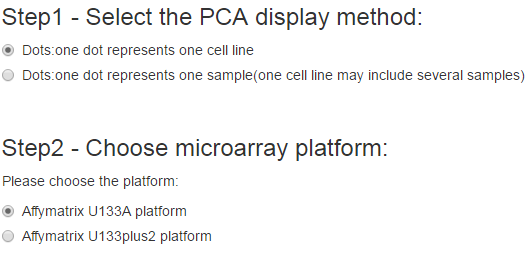 Step1 - Select the PCA display method:
Dots:one dot represents one cell line
Dots:one dot represents one sample(one cell line may include several samples)
Step2 - Choose microarray platform:
Please choose the platform:
Affymatrix U133A platform
Affymatrix U133plus2 platform